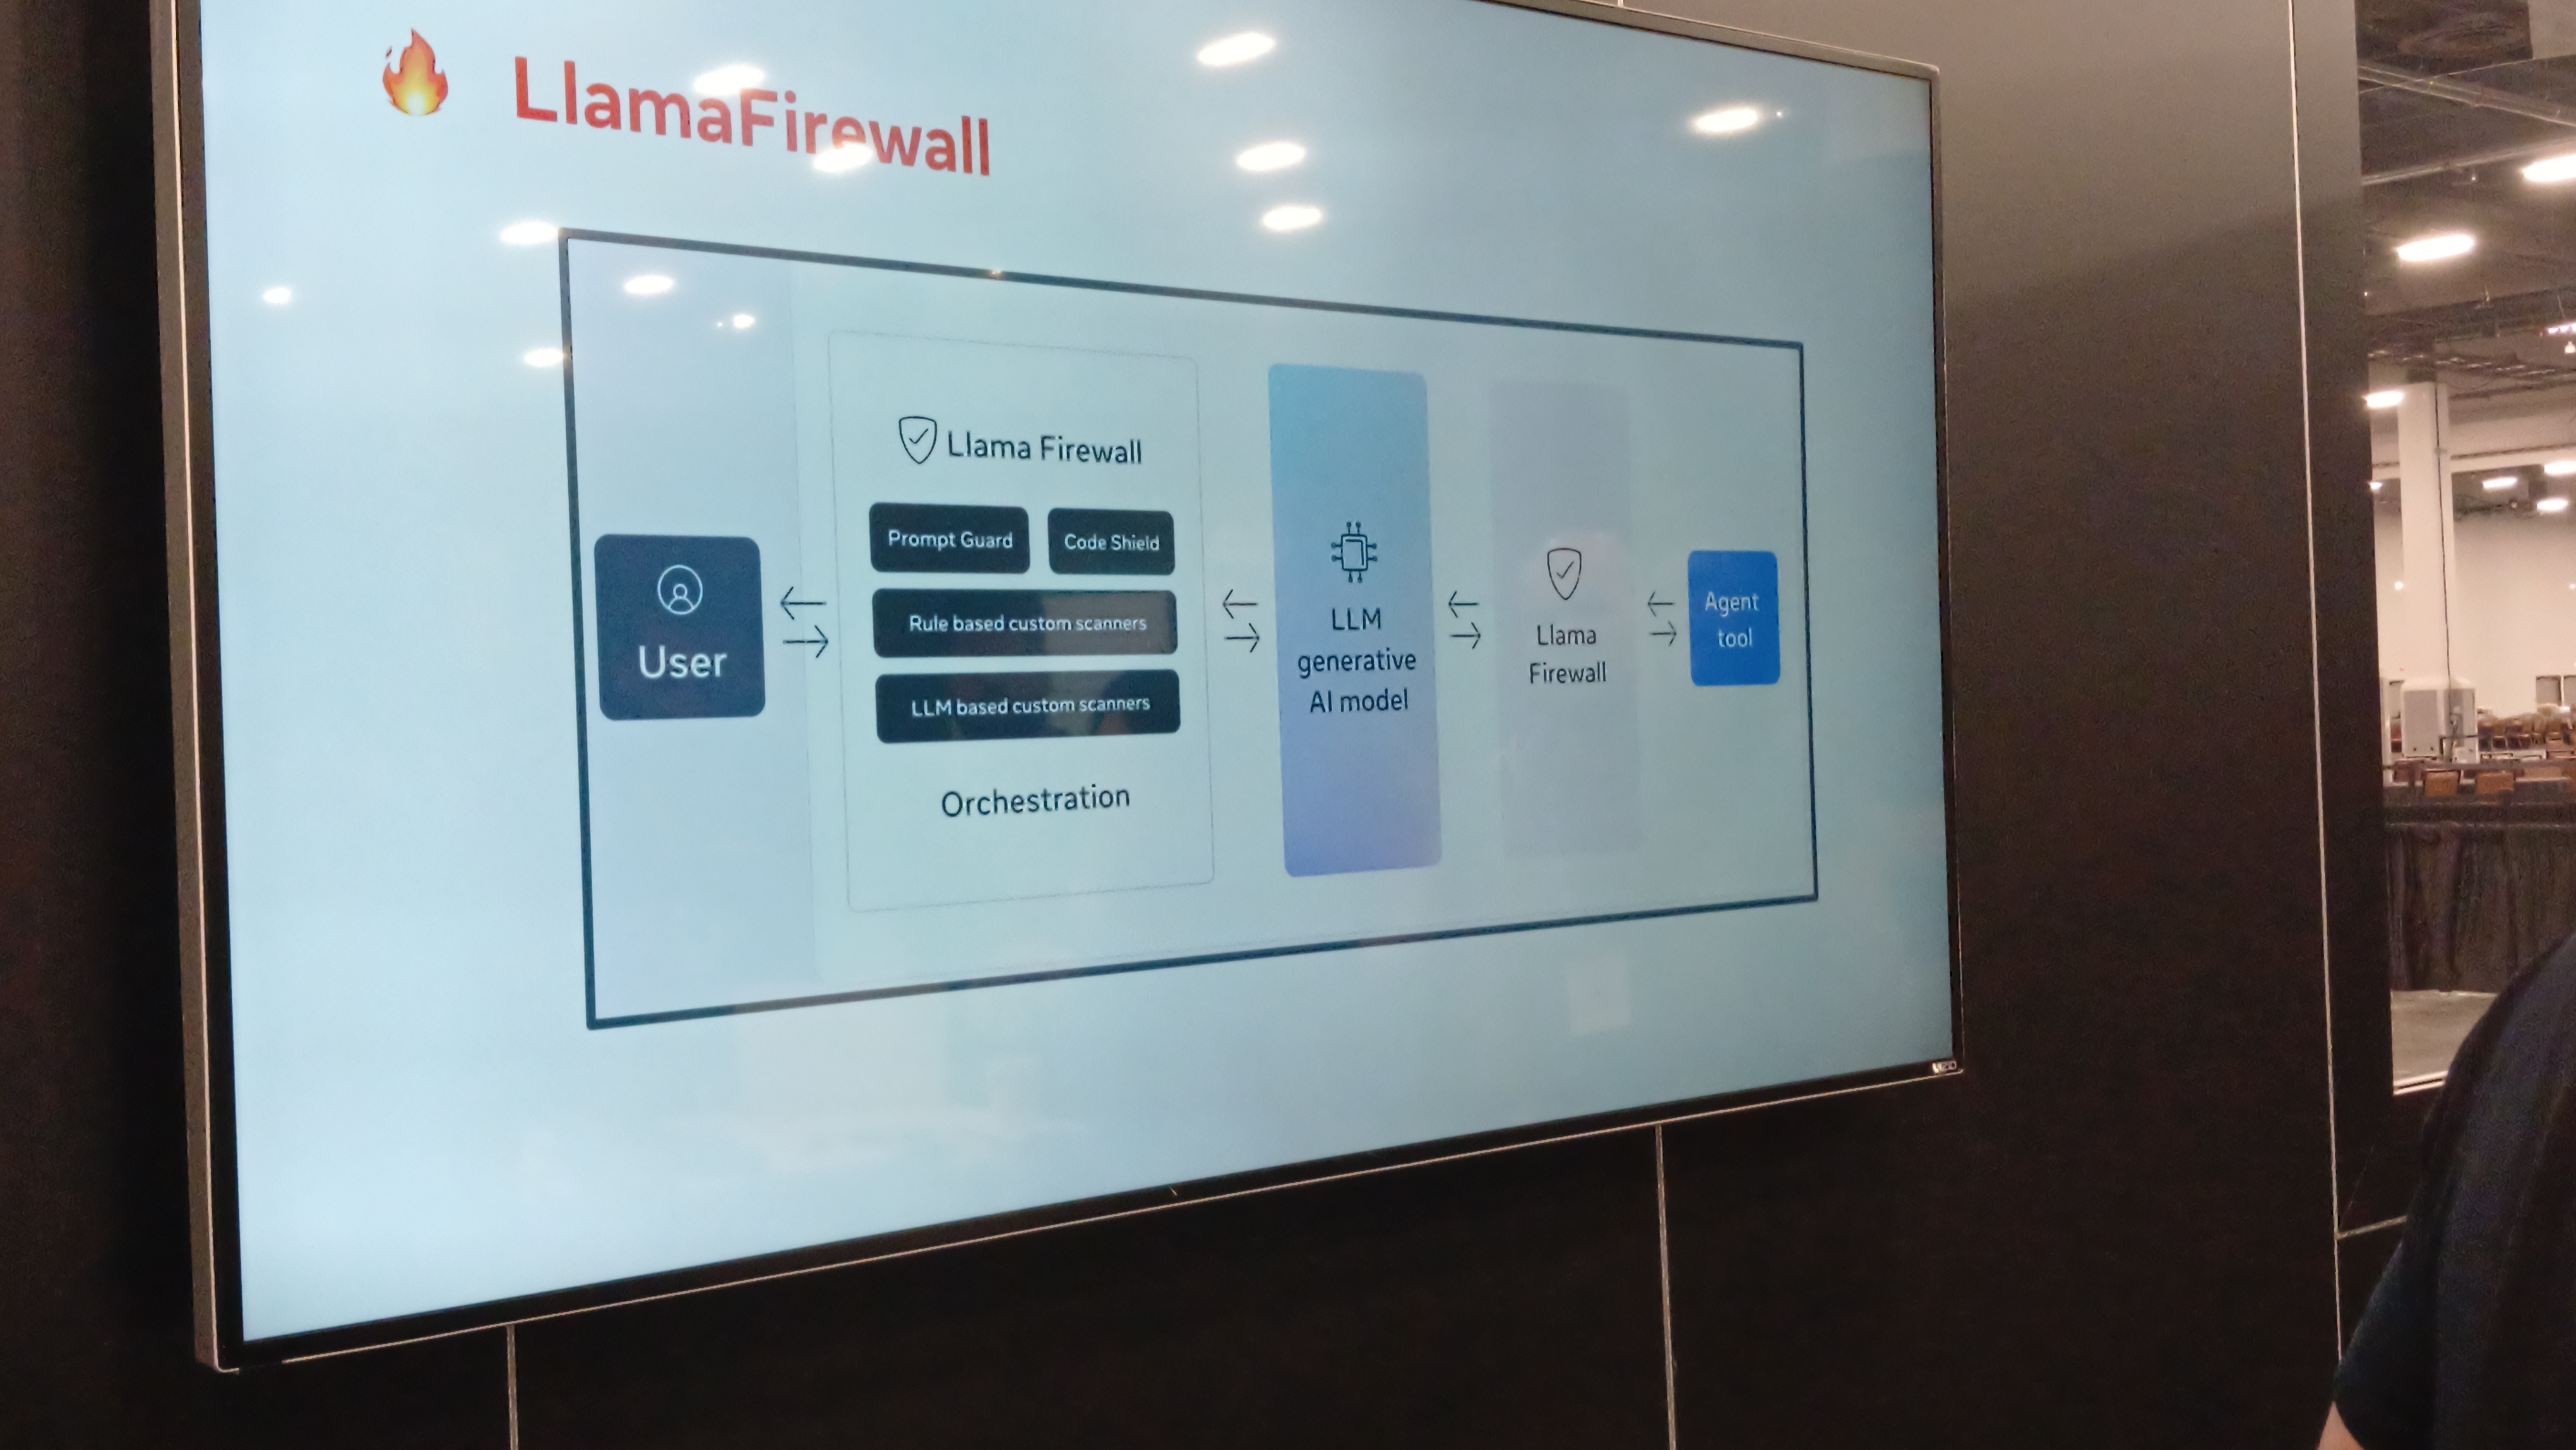 LlamaFirewall
Llama Firewall
Prompt Guard
Code Shield
Rule based custom scanners
LLM based custom scanners
Orchestration
User
LLM
generative
AI model
Llama
Firewall
Agent
tool
VIZIO